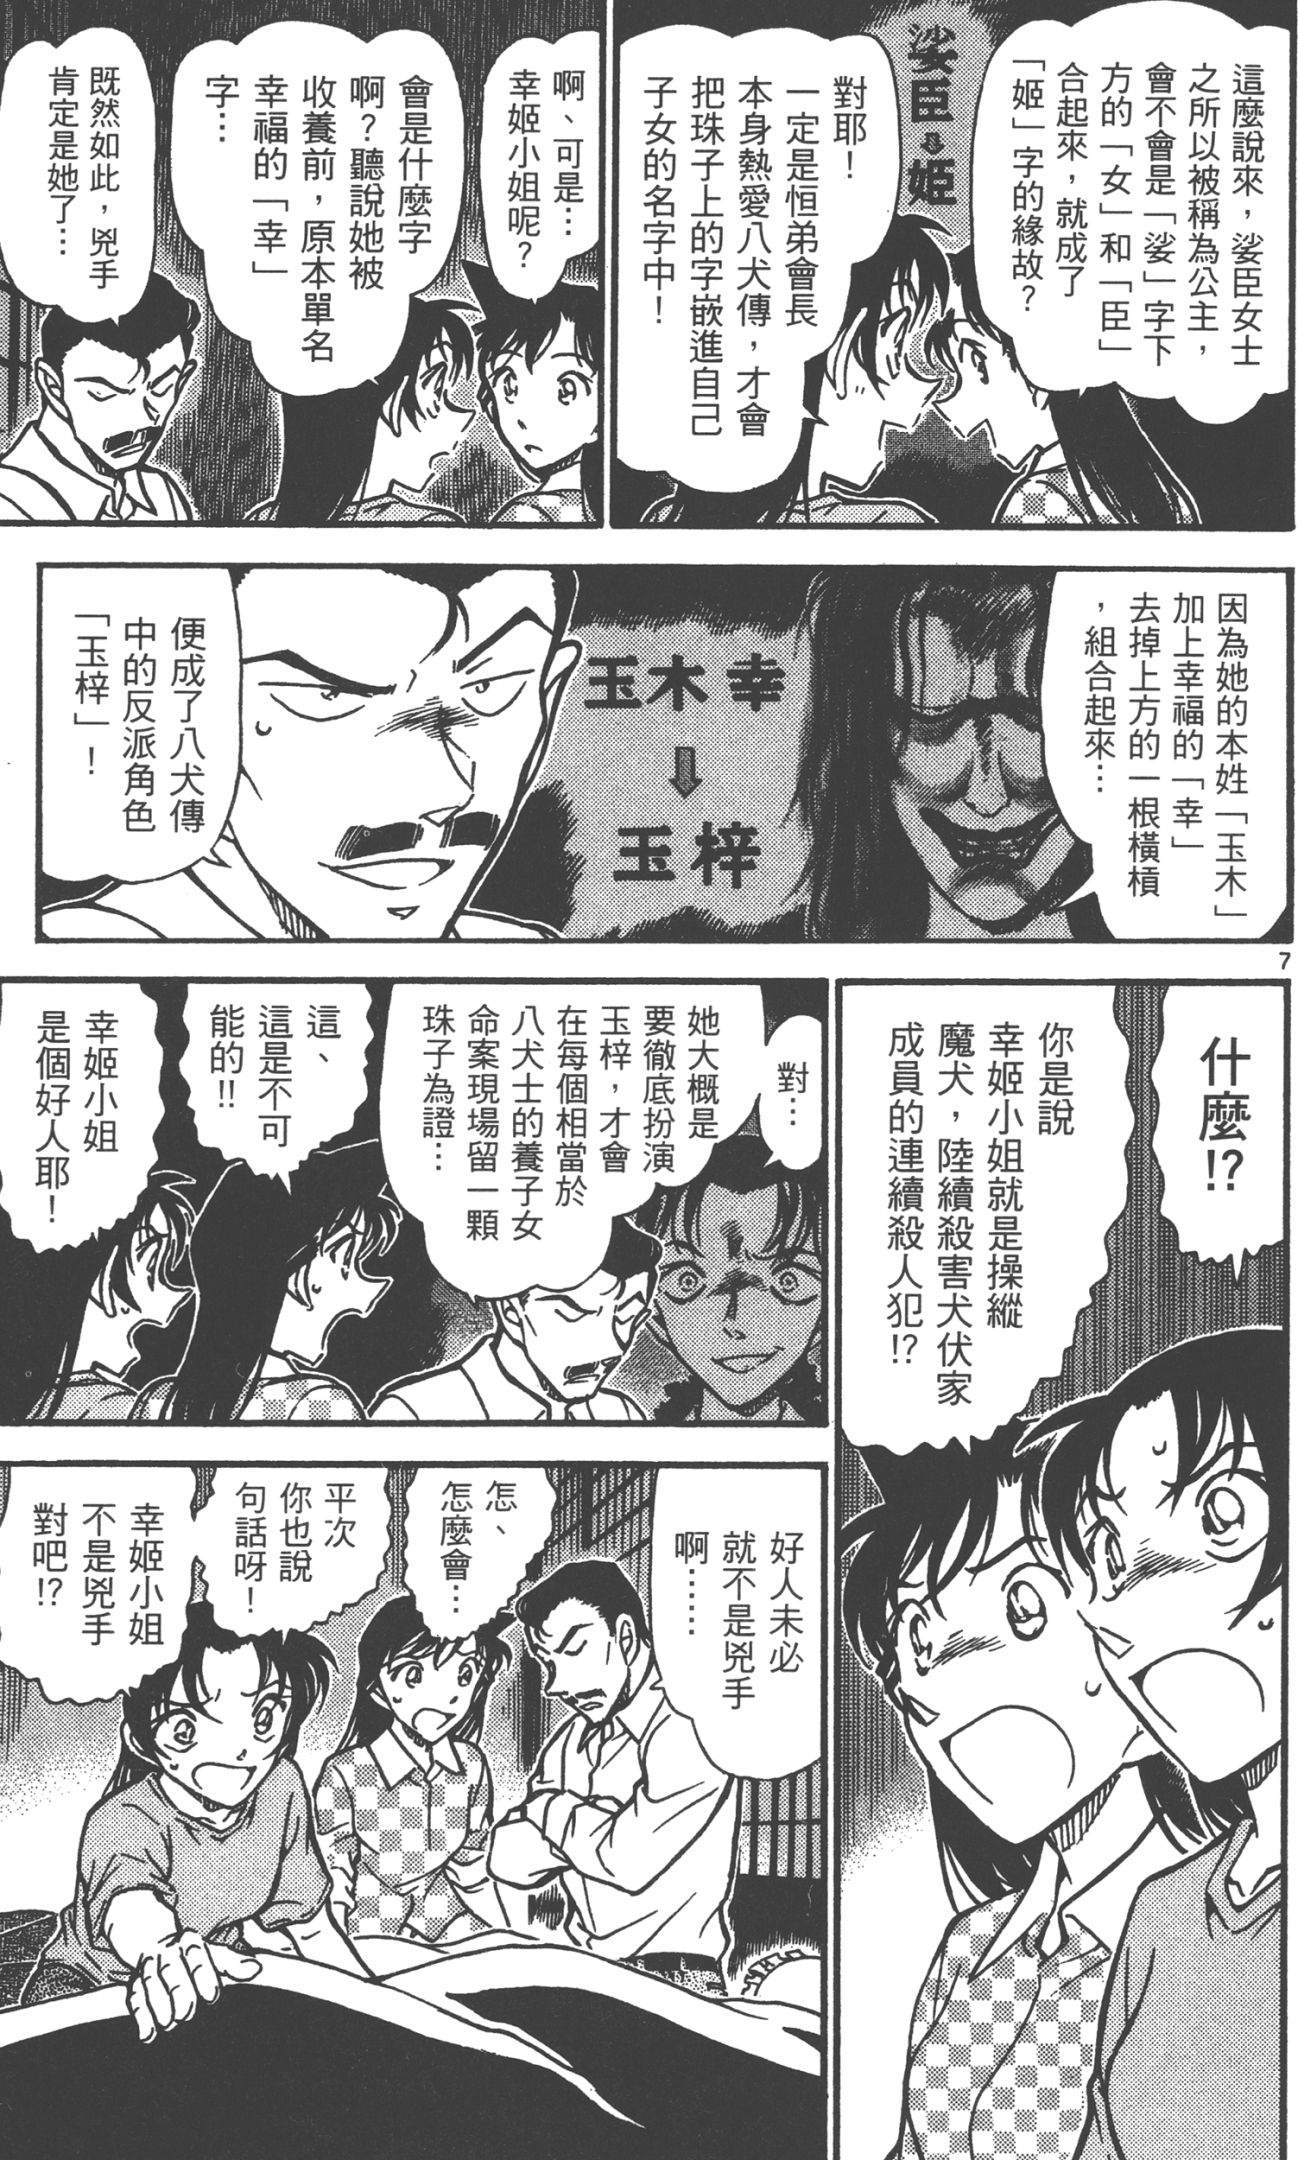 這麼說來，娑臣女士
之所以被稱為公主，
會不會是「娑」字下
方的「女」和「臣」
合起來，就成了
「姬」字的緣故？
娑臣⇩姬
對耶！
一定是恒弟會長
本身熱愛八犬傳，才會
把珠子上的字嵌進自己
子女的名字中！
啊、可是…
幸姬小姐呢？
會是什麼字
啊？聽說她被
收養前，原本單名
幸福的「幸」
字…
既然如此，兇手
肯定是她了…
因為她的本姓「玉木」
加上幸福的「幸」
去掉上方的一根橫槓
，組合起來…
玉木 幸
⇩
玉梓
便成了八犬傳
中的反派角色
「玉梓」！
7
什麼!?
你是說
幸姬小姐就是操縱
魔犬，陸續殺害犬伏家
成員的連續殺人犯!?
對…
她大概是
要徹底扮演
玉梓，才會
在每個相當於
八犬士的養子女
命案現場留一顆
珠子為證…
這、
這是不可
能的!!
幸姬小姐
是個好人耶！
好人未必
就不是兇手
啊……
怎、
怎麼會…
平次
你也說
句話呀！
幸姬小姐
不是兇手
對吧!?